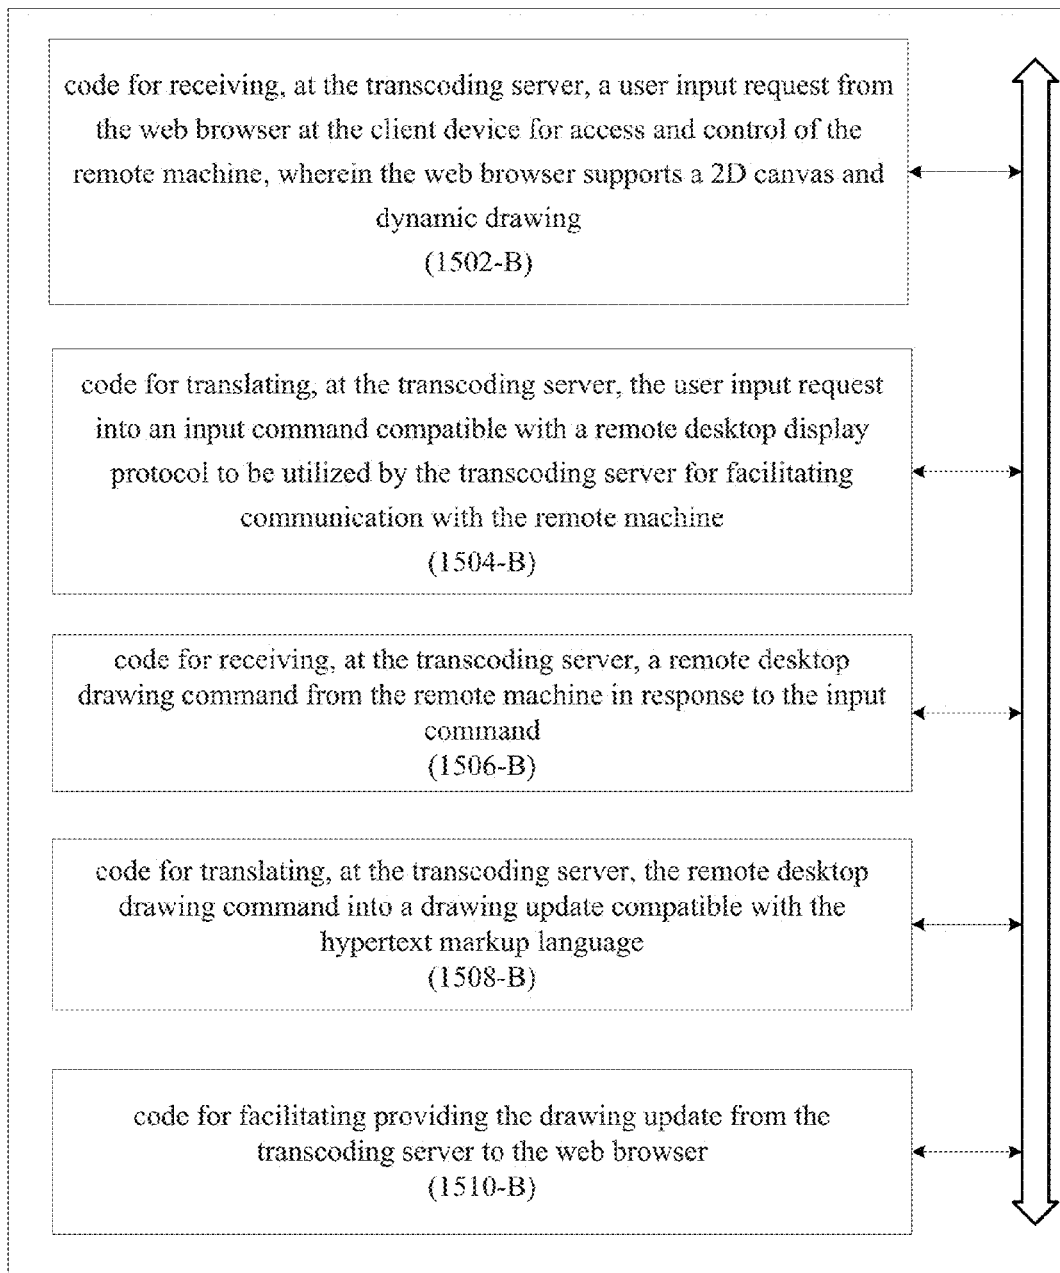 code for receiving, at the transcoding server, a user input request from
the web browser at the client device for access and control of the
remote machine, wherein the web browser supports a 2D canvas and
dynamic drawing
(1502-B)
code for translating, at the transcoding server, the user input request
into an input command compatible with a remote desktop display
protocol to be utilized by the transcoding server for facilitating
communication with the remote machine
(1504-B)
code for receiving, at the transcoding server, a remote desktop
drawing command from the remote machine in response to the input
command
(1506-B)
code for translating, at the transcoding server, the remote desktop
drawing command into a drawing update compatible with the
hypertext markup language
(1508-B)
code for facilitating providing the drawing update from the
transcoding server to the web browser
(1510-B)